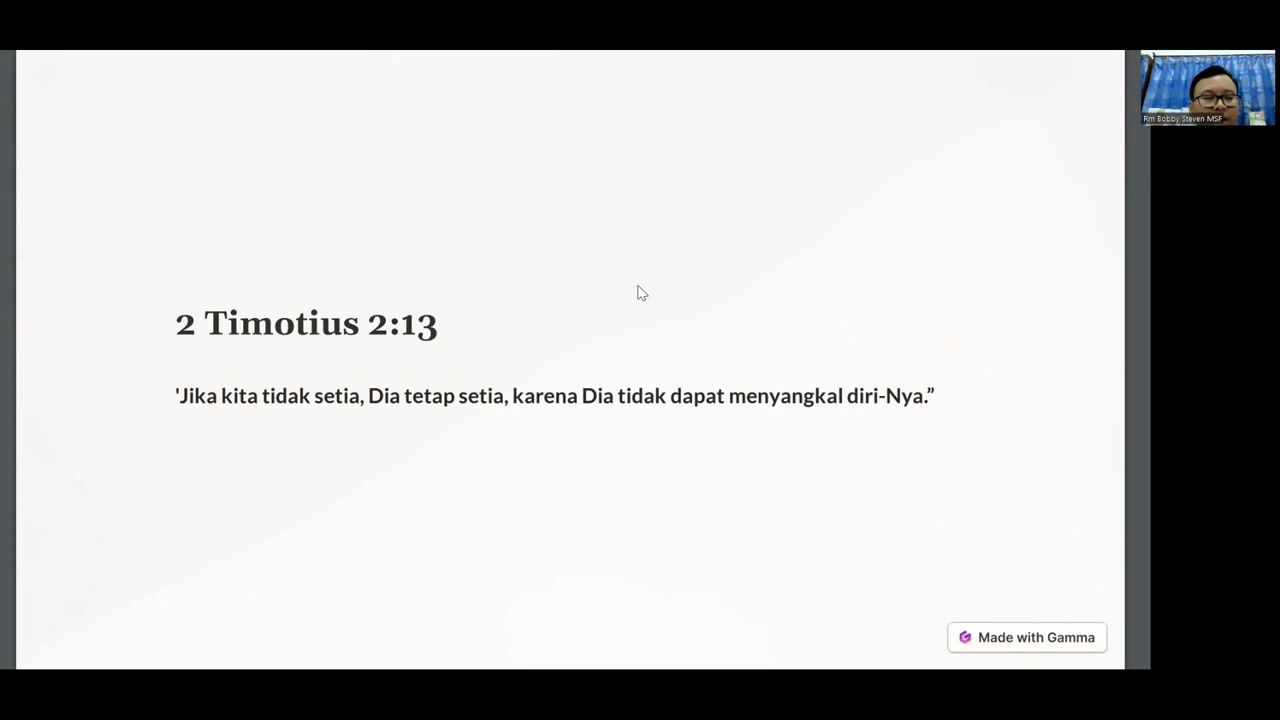 2 Timotius 2:13
'Jika kita tidak setia, Dia tetap setia, karena Dia tidak dapat menyangkal diri-Nya.”
Made with Gamma
Rm Bobby Steven MSF